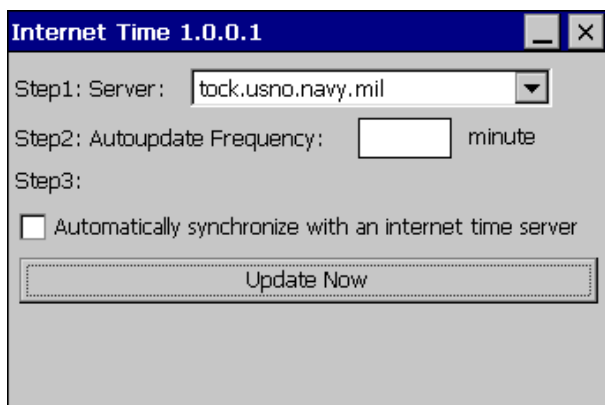 Internet Time 1.0.0.1
Step1: Server: tock.usno.navy.mil
Step2: Autoupdate Frequency: minute
Step3:
Automatically synchronize with an internet time server
Update Now